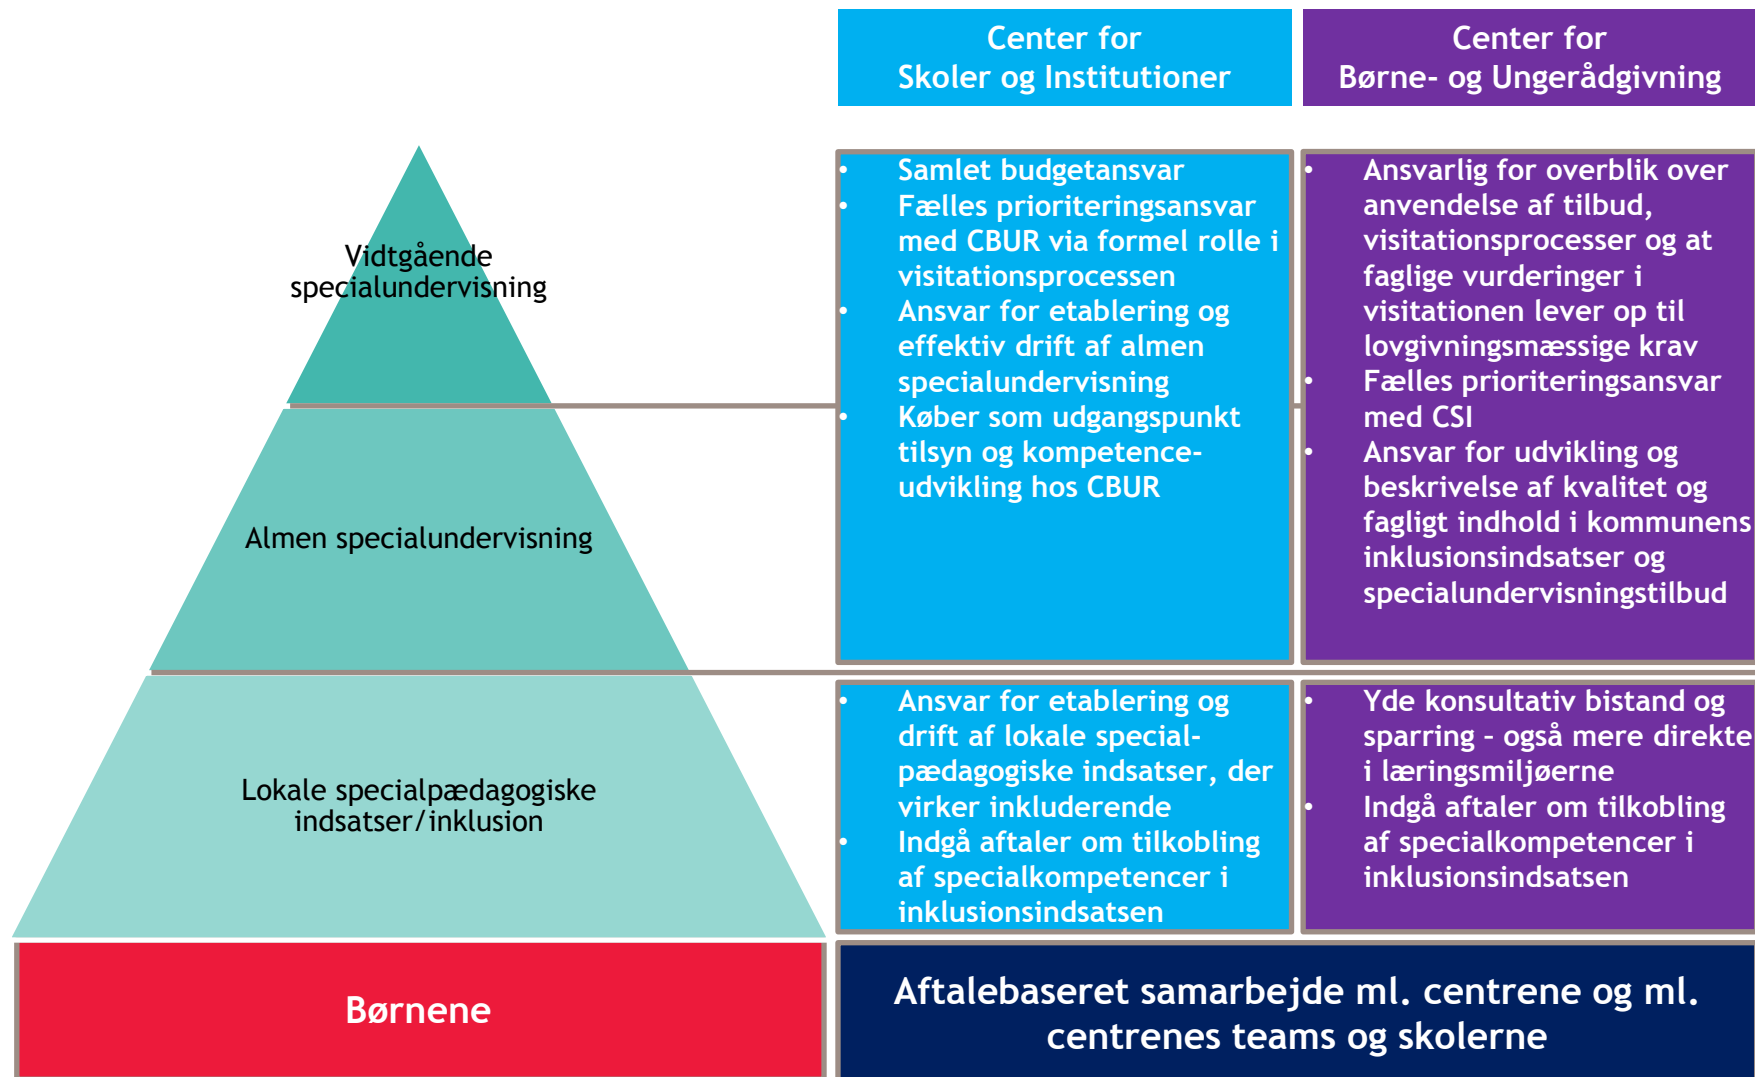 Center for
Skoler og Institutioner
Center for
Børne- og Ungerådgivning
Vidtgående
specialundervisning
Almen specialundervisning
Lokale specialpædagogiske
indsatser/inklusion
• Samlet budgetansvar
• Fælles prioriteringsansvar
med CBUR via formel rolle i
visitationsprocessen
• Ansvar for etablering og
effektiv drift af almen
specialundervisning
• Køber som udgangspunkt
tilsyn og kompetence-
udvikling hos CBUR
• Ansvarlig for overblik over
anvendelse af tilbud,
visitationsprocesser og at
faglige vurderinger i
visitationen lever op til
lovgivningsmæssige krav
• Fælles prioriteringsansvar
med CSI
• Ansvar for udvikling og
beskrivelse af kvalitet og
fagligt indhold i kommunens
inklusionsindsatser og
specialundervisningstilbud
• Ansvar for etablering og
drift af lokale special-
pædagogiske indsatser, der
virker inkluderende
• Indgå aftaler om tilkobling
af specialkompetencer i
inklusionsindsatsen
• Yde konsultativ bistand og
sparring – også mere direkte
i læringsmiljøerne
• Indgå aftaler om tilkobling
af specialkompetencer i
inklusionsindsatsen
Børnene
Aftalebaseret samarbejde ml. centrene og ml.
centrenes teams og skolerne